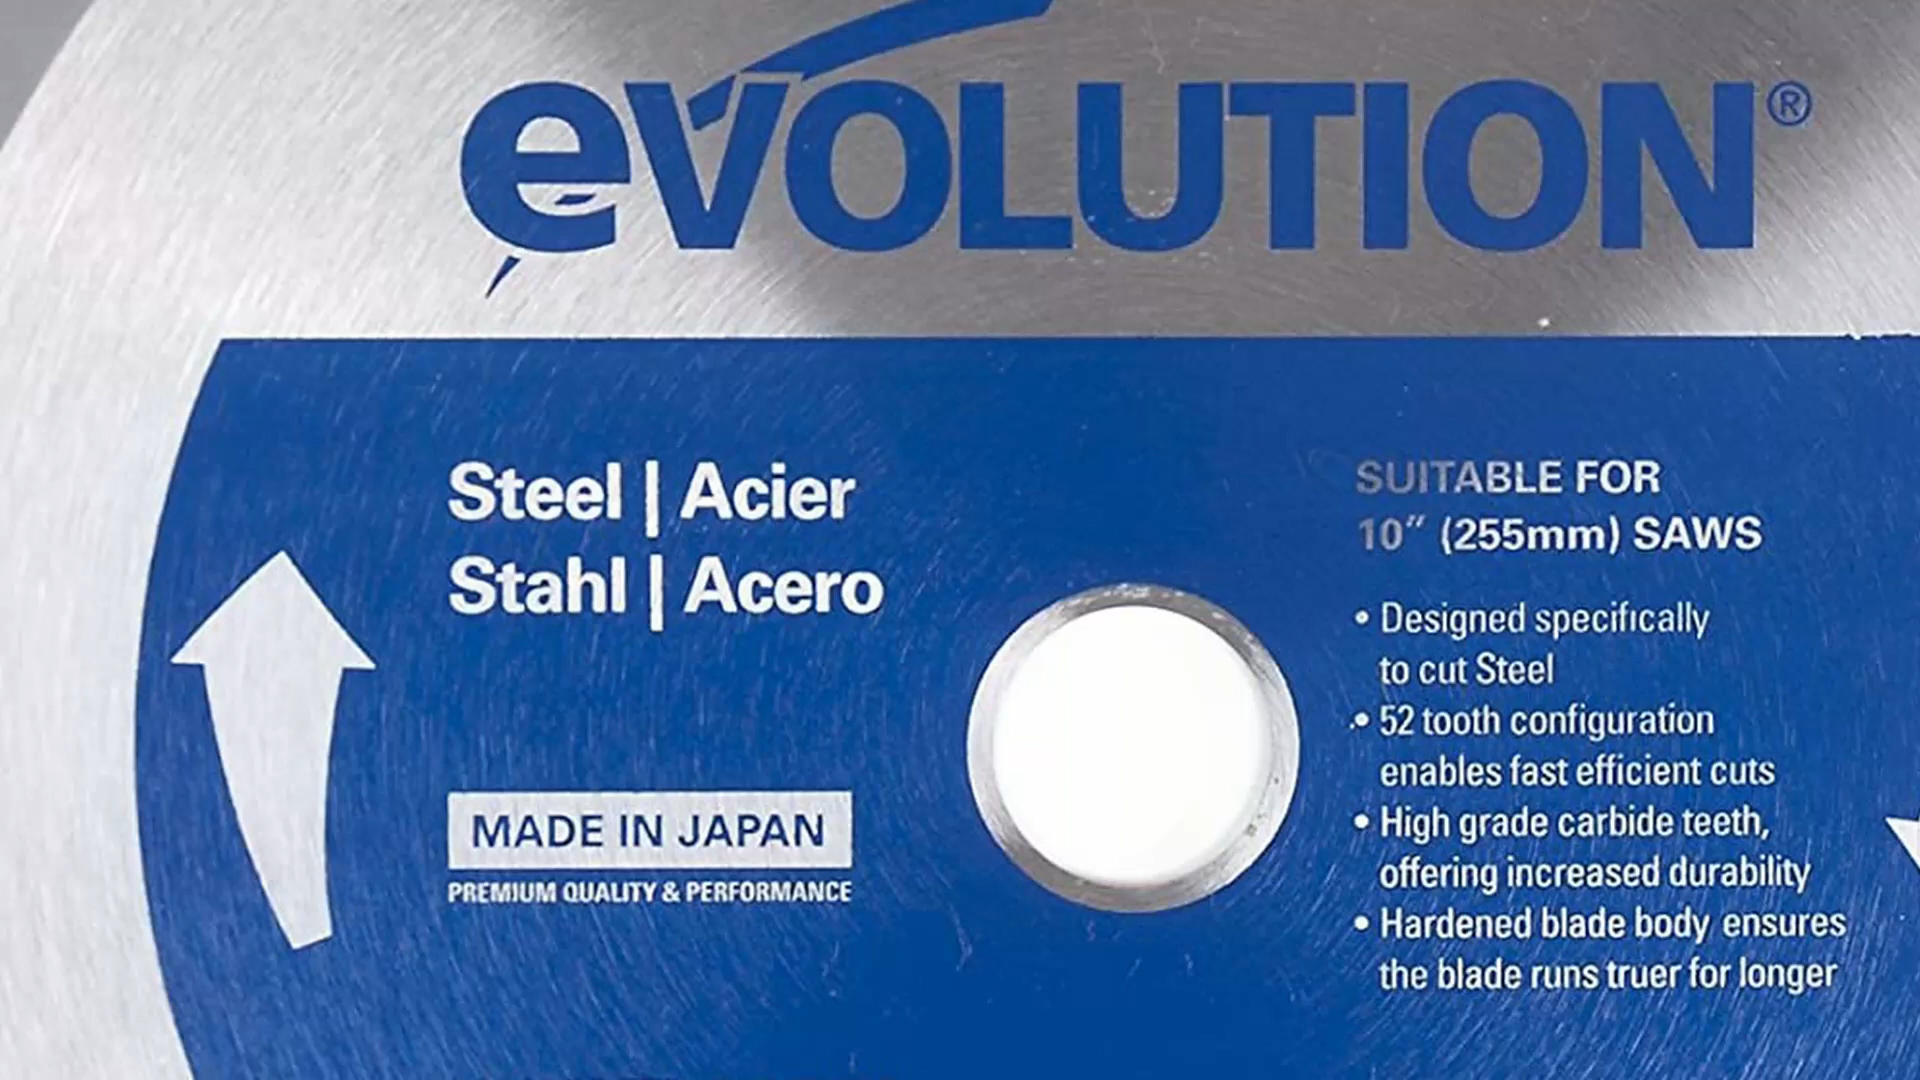 evolution®
Steel | Acier
Stahl | Acero
MADE IN JAPAN
PREMIUM QUALITY & PERFORMANCE
SUITABLE FOR
10" (255mm) SAWS
• Designed specifically
to cut Steel
• 52 tooth configuration
enables fast efficient cuts
• High grade carbide teeth,
offering increased durability
• Hardened blade body ensures
the blade runs truer for longer